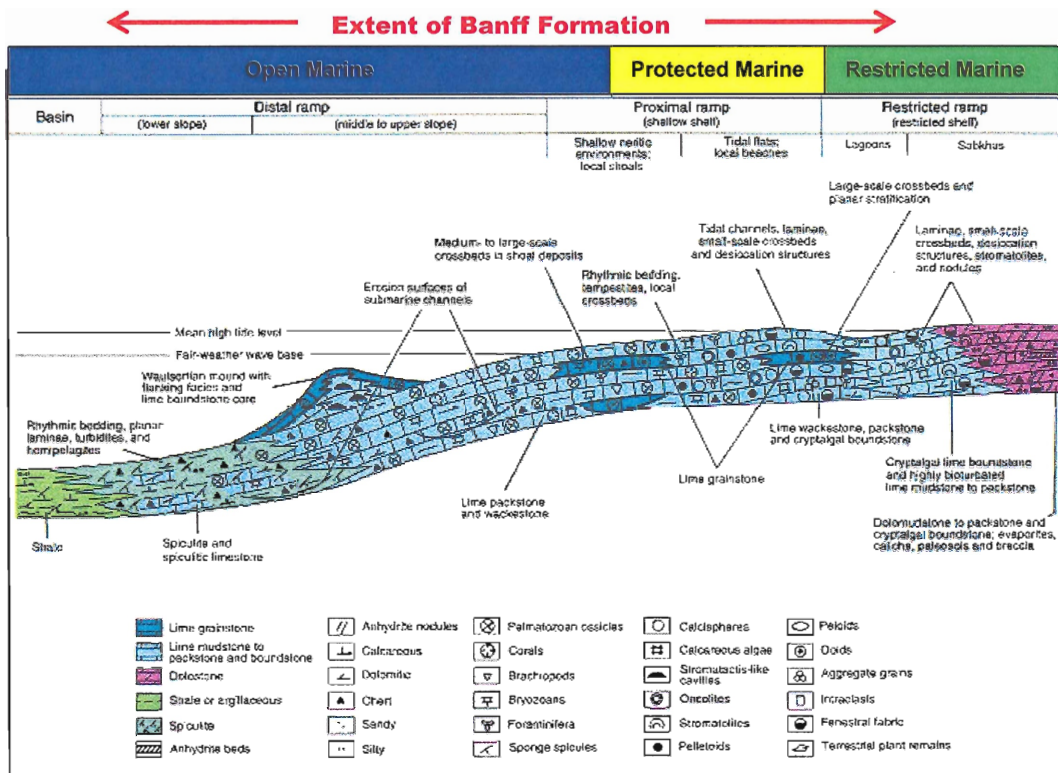 Extent of Banff Formation
Open Marine
Protected Marine
Restricted Marine
Basin
Distal ramp
(lower slope)
(middle to upper slope)
Proximal ramp
(shallow shelf)
Restricted ramp
(restricted shelf)
Shallow neritic
environments;
local shoals
Tidal flats;
local beaches
Lagoons
Sabkhas
Large-scale crossbeds and
planar stratification
Tidal channels, laminae,
small-scale crossbeds
and desiccation structures
Laminae, small-scale
crossbeds, desiccation
structures, stromatolites,
and nodules
Medium- to large-scale
crossbeds in shoal deposits
Rhythmic bedding,
tempestites, local
crossbeds
Erosion surfaces of
submarine channels
Mean high tide level
Fair-weather wave base
Waulsortian mound with
flanking facies and
lime boundstone core
Rhythmic bedding, planar
laminae, turbidites, and
hemipelagites
Lime wackestone, packstone
and cryptalgal boundstone
Lime grainstone
Cryptalgal lime boundstone
and highly bioturbated
lime mudstone to packstone
Lime packstone
and wackestone
Dolomudstone to packstone and
cryptalgal boundstone; evaporites,
caliche, paleosols and breccia
Shale
Spiculite and
spiculitic limestone
Lime grainstone
Lime mudstone to
packstone and boundstone
Dolostone
Shale or argillaceous
Spiculite
Anhydrite beds
Anhydrite nodules
Calcareous
Dolomitic
Chert
Sandy
Silty
Pelmatozoan ossicles
Corals
Brachiopods
Bryozoans
Foraminifera
Sponge spicules
Calcispheres
Calcareous algae
Stromatactis-like
cavities
Oncolites
Stromatolites
Pelletoids
Peloids
Ooids
Aggregate grains
Intraclasts
Fenestral fabric
Terrestrial plant remains